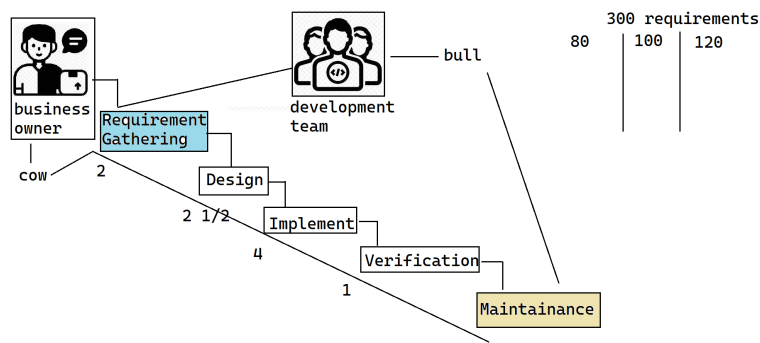 300 requirements
80
100
120
bull
business
owner
development
team
Requirement
Gathering
cow
2
Design
2 1/2
Implement
4
Verification
1
Maintainance
</>